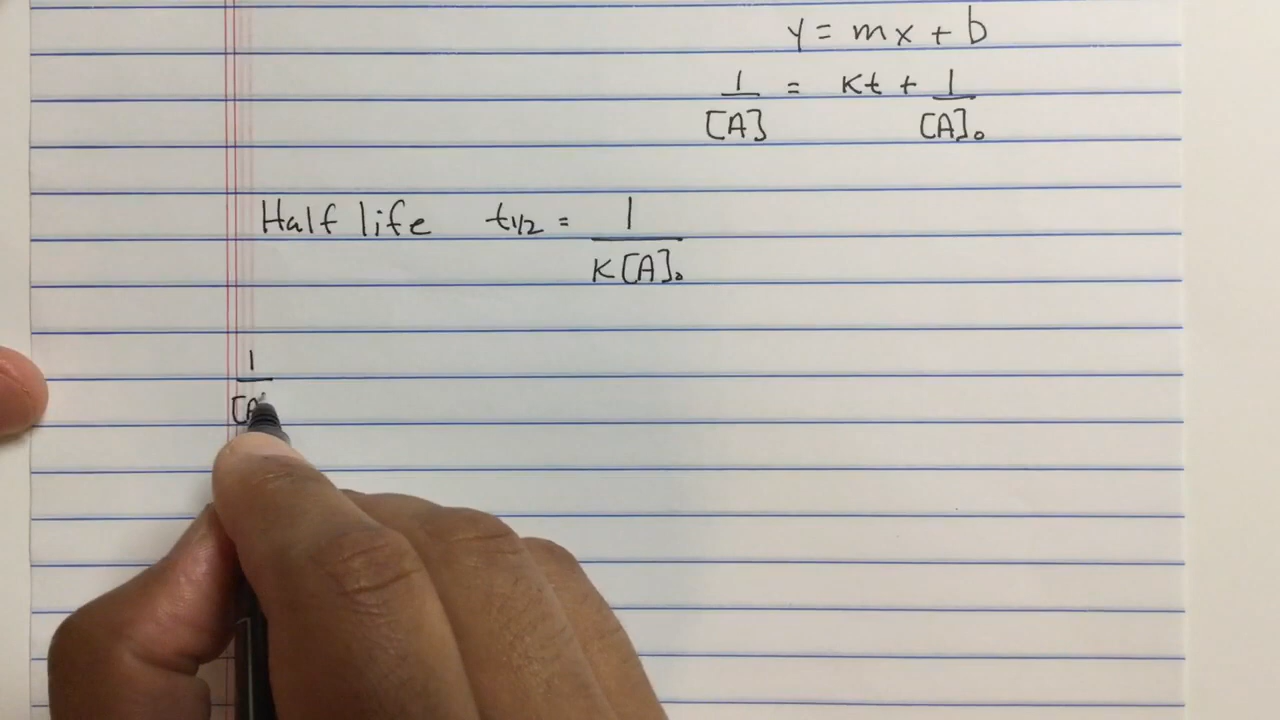 y = mx + b
1/[A] = Kt + 1/[A]₀
Half life t1/2 = 1/K[A]₀
1/[A